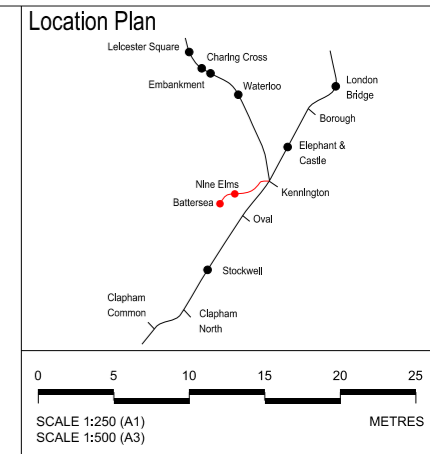 Location Plan
Leicester Square
Charing Cross
Embankment
Waterloo
London
Bridge
Borough
Elephant &
Castle
Nine Elms
Kennington
Battersea
Oval
Stockwell
Clapham
Common
Clapham
North
0 5 10 15 20 25
SCALE 1:250 (A1) METRES
SCALE 1:500 (A3)